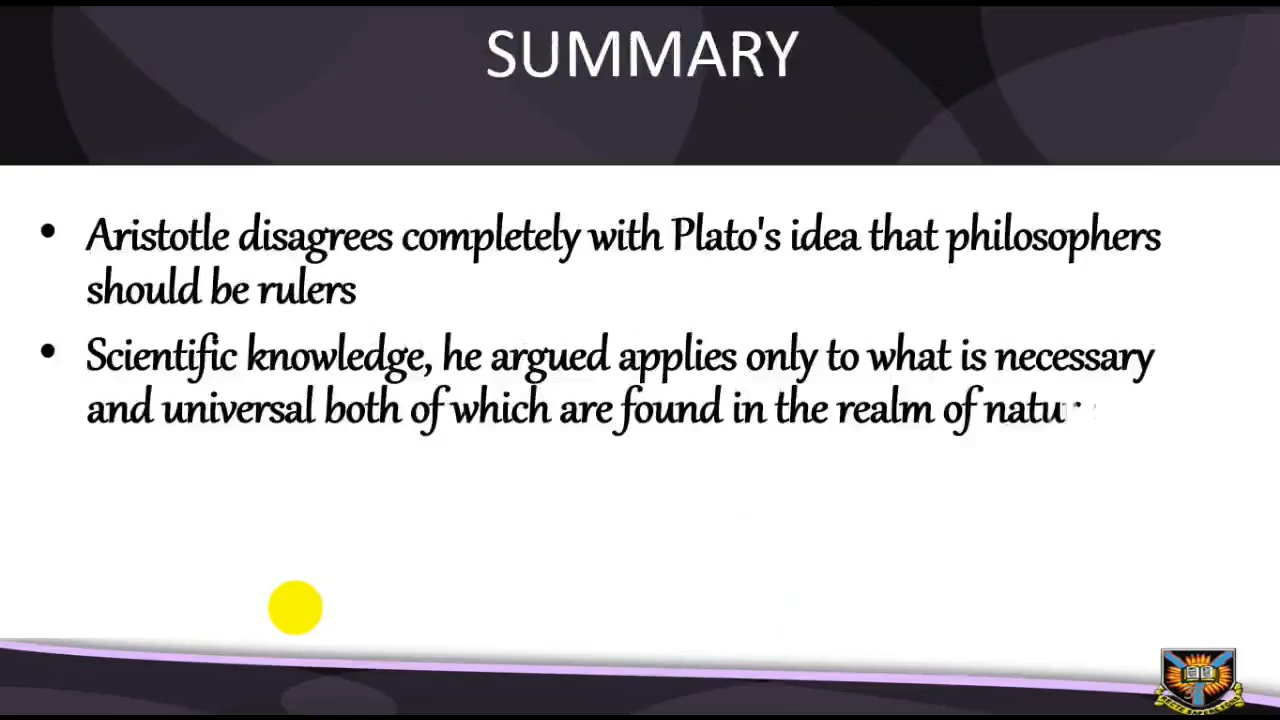 SUMMARY
• Aristotle disagrees completely with Plato's idea that philosophers
should be rulers
• Scientific knowledge, he argued applies only to what is necessary
and universal both of which are found in the realm of natu